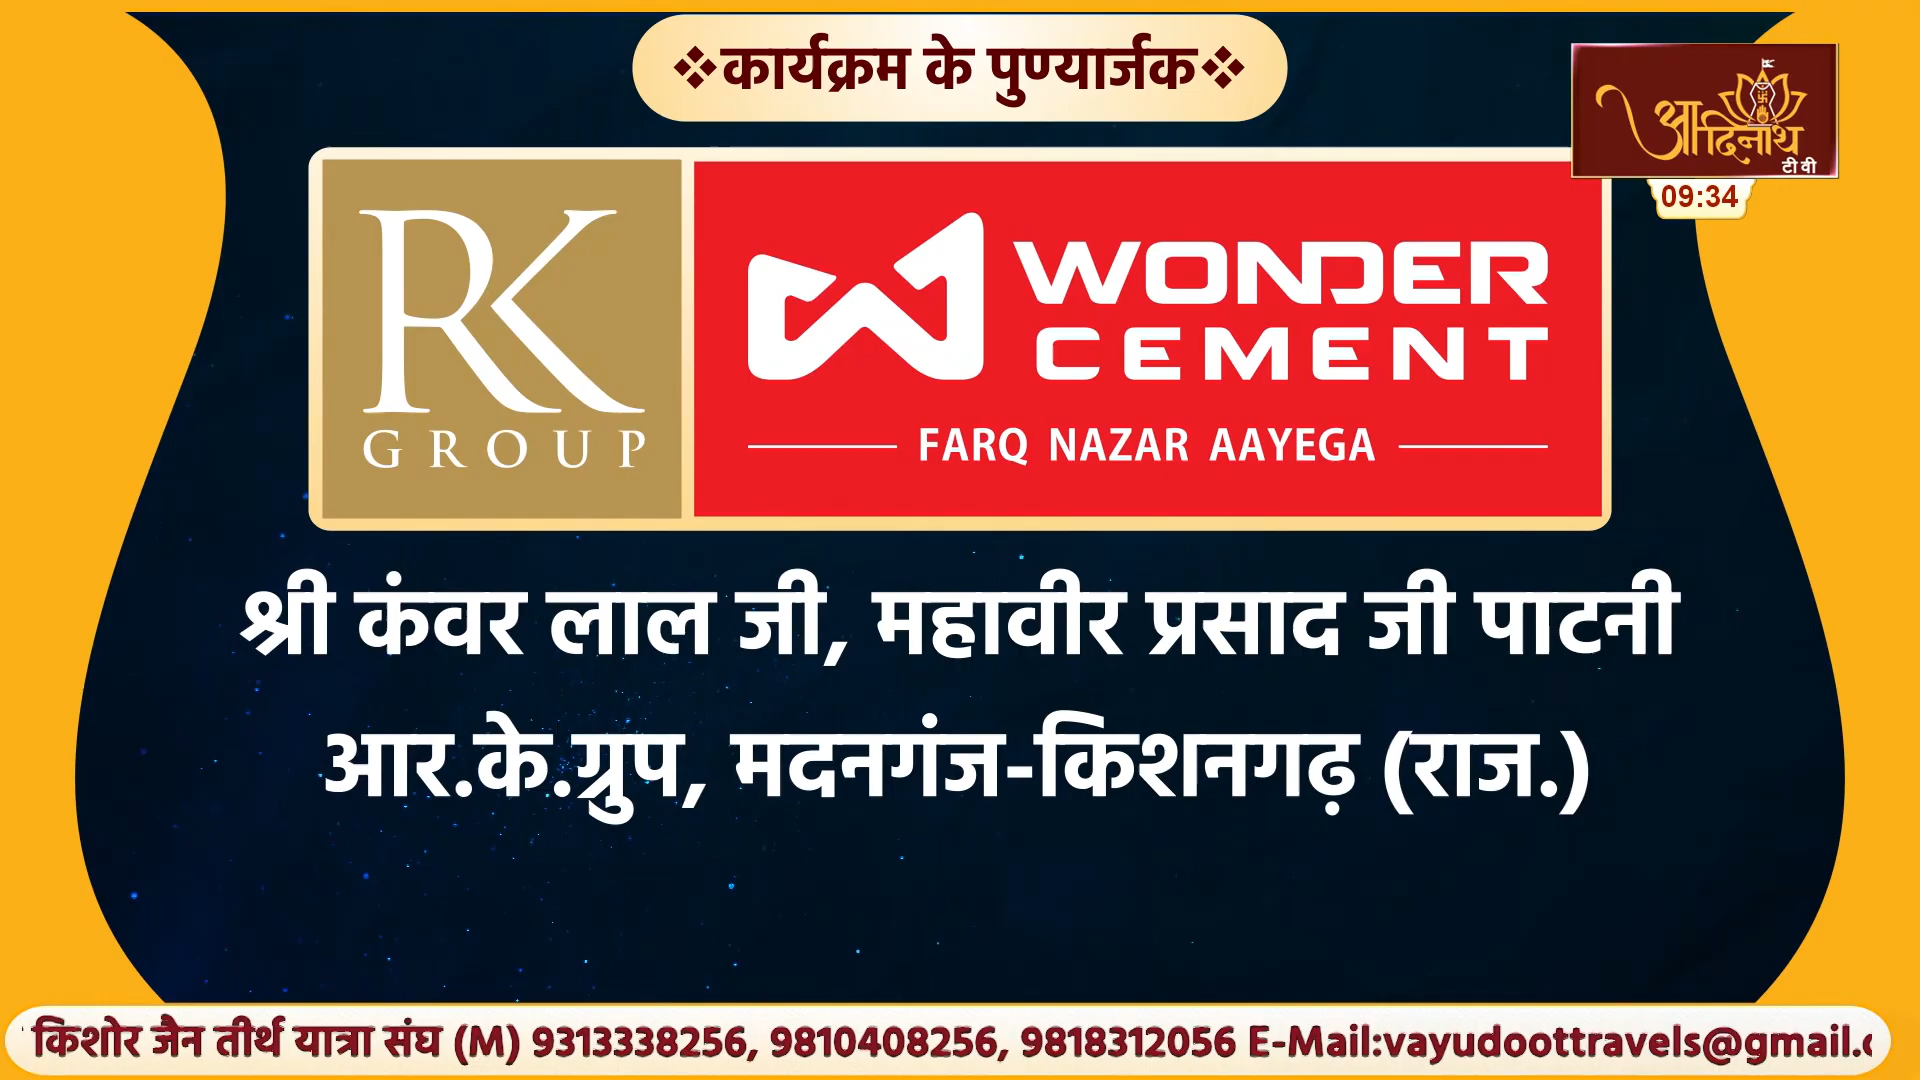 ❖कार्यक्रम के पुण्यार्जक❖
आदिनाथ
टी वी
09:34
RK
GROUP
WONDER
CEMENT
FARQ NAZAR AAYEGA
श्री कंवर लाल जी, महावीर प्रसाद जी पाटनी
आर.के.ग्रुप, मदनगंज-किशनगढ़ (राज.)
किशोर जैन तीर्थ यात्रा संघ (M) 9313338256, 9810408256, 9818312056 E-Mail:vayudoottravels@gmail.c